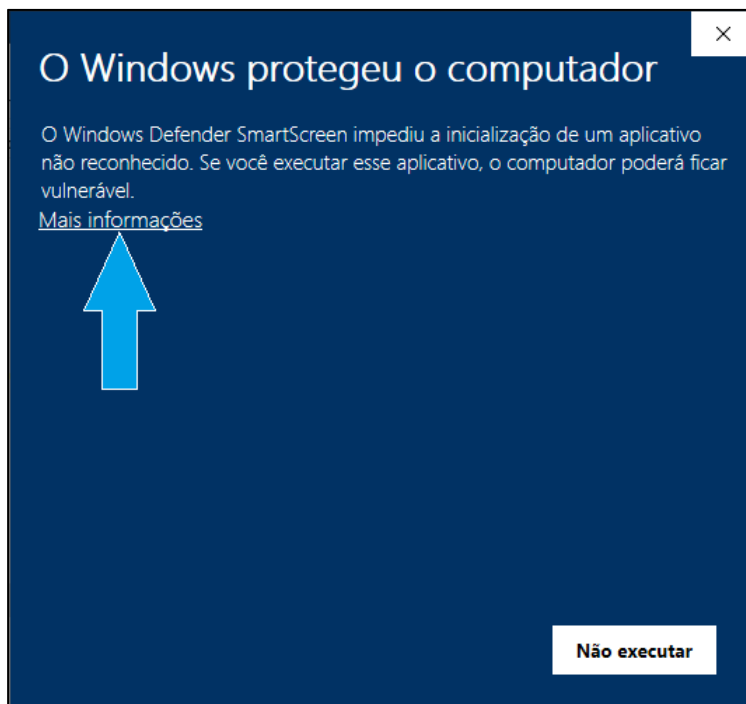 O Windows protegeu o computador
O Windows Defender SmartScreen impediu a inicialização de um aplicativo
não reconhecido. Se você executar esse aplicativo, o computador poderá ficar
vulnerável.
Mais informações
Não executar